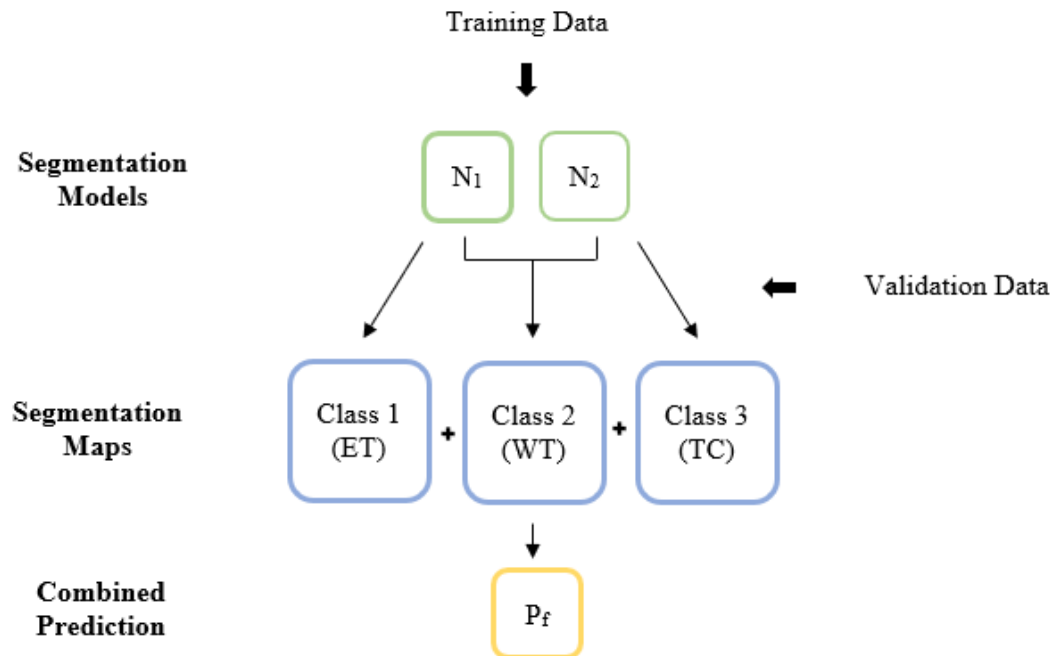 Training Data
Segmentation
Models
N₁
N₂
Validation Data
Segmentation
Maps
Class 1
(ET)
+
Class 2
(WT)
+
Class 3
(TC)
Combined
Prediction
P_f